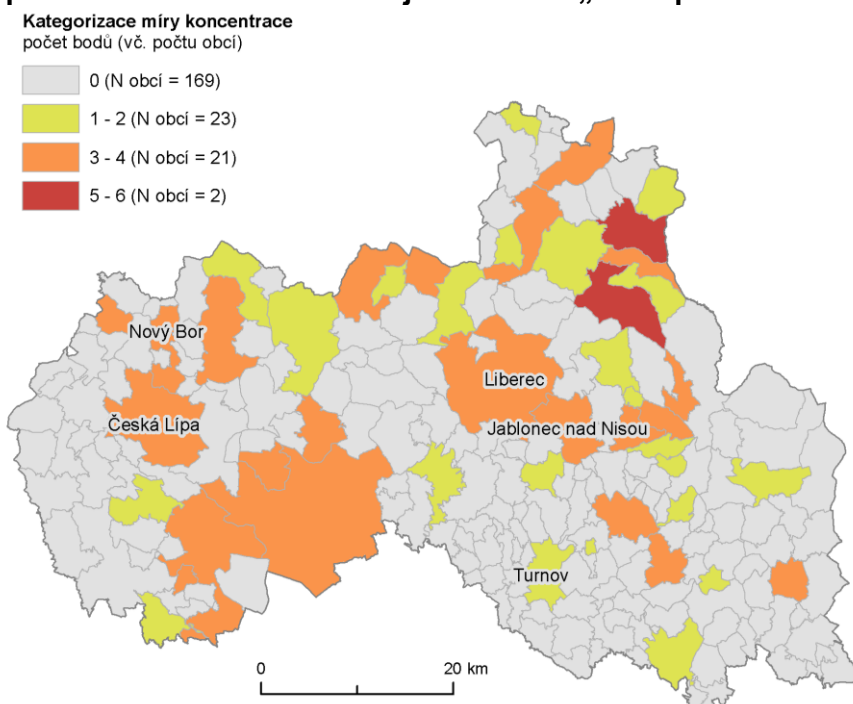 Kategorizace míry koncentrace
počet bodů (vč. počtu obcí)
0 (N obcí = 169)
1 - 2 (N obcí = 23)
3 - 4 (N obcí = 21)
5 - 6 (N obcí = 2)
Nový Bor
Liberec
Česká Lípa
Jablonec nad Nisou
Turnov
0
20 km